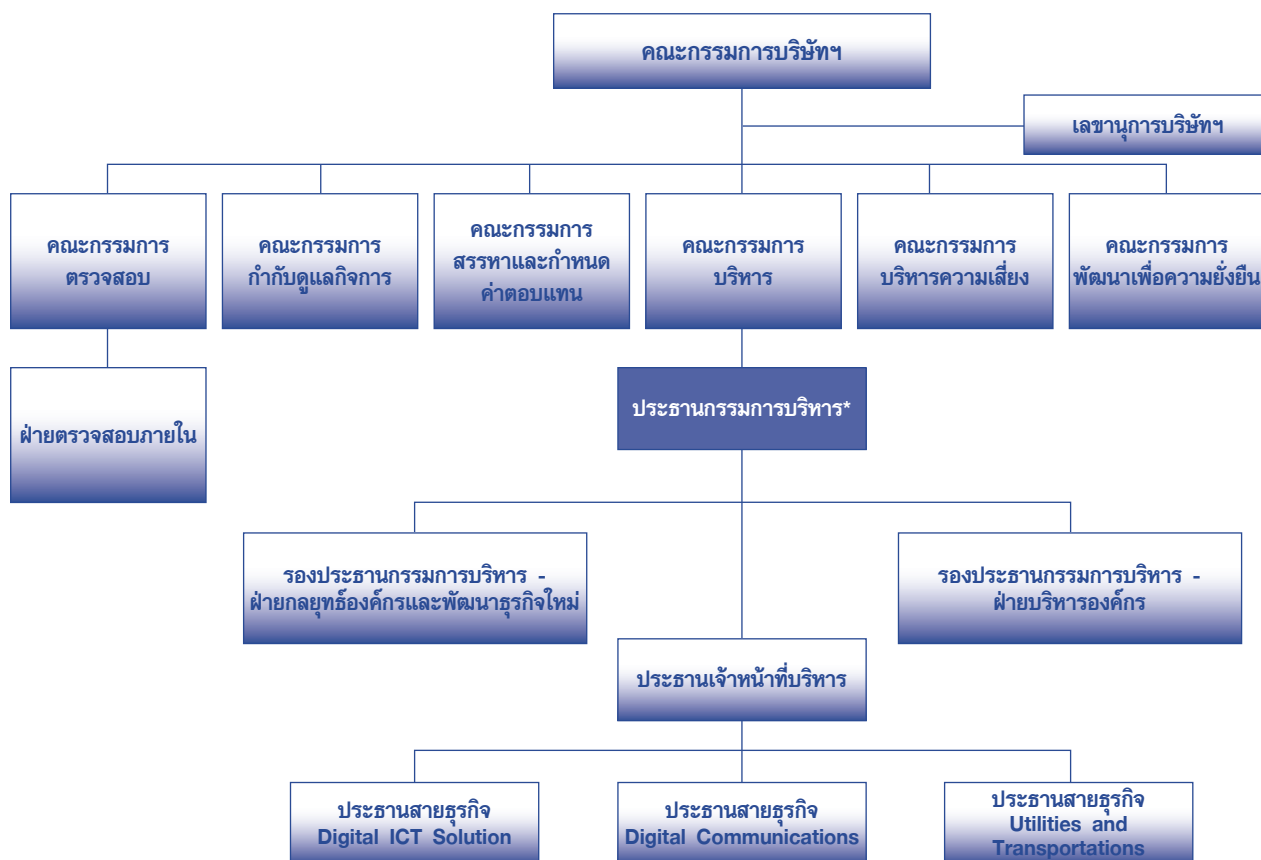 คณะกรรมการบริษัทฯ
เลขานุการบริษัทฯ
คณะกรรมการ
ตรวจสอบ
คณะกรรมการ
กำกับดูแลกิจการ
คณะกรรมการ
สรรหาและกำหนด
ค่าตอบแทน
คณะกรรมการ
บริหาร
คณะกรรมการ
บริหารความเสี่ยง
คณะกรรมการ
พัฒนาเพื่อความยั่งยืน
ฝ่ายตรวจสอบภายใน
ประธานกรรมการบริหาร*
รองประธานกรรมการบริหาร -
ฝ่ายกลยุทธ์องค์กรและพัฒนาธุรกิจใหม่
รองประธานกรรมการบริหาร -
ฝ่ายบริหารองค์กร
ประธานเจ้าหน้าที่บริหาร
ประธานสายธุรกิจ
Digital ICT Solution
ประธานสายธุรกิจ
Digital Communications
ประธานสายธุรกิจ
Utilities and
Transportations